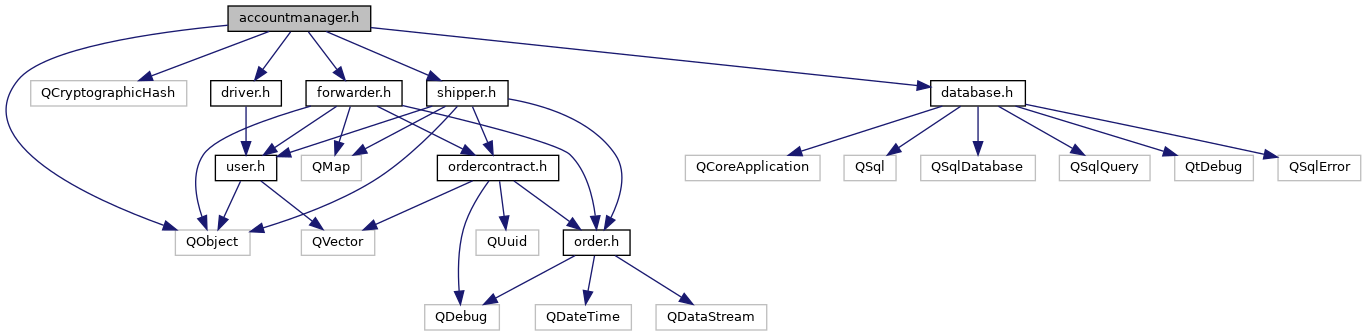 accountmanager.h
QCryptographicHash
driver.h
forwarder.h
shipper.h
database.h
user.h
QMap
ordercontract.h
QCoreApplication
QSql
QSqlDatabase
QSqlQuery
QtDebug
QSqlError
QObject
QVector
QUuid
order.h
QDebug
QDateTime
QDataStream